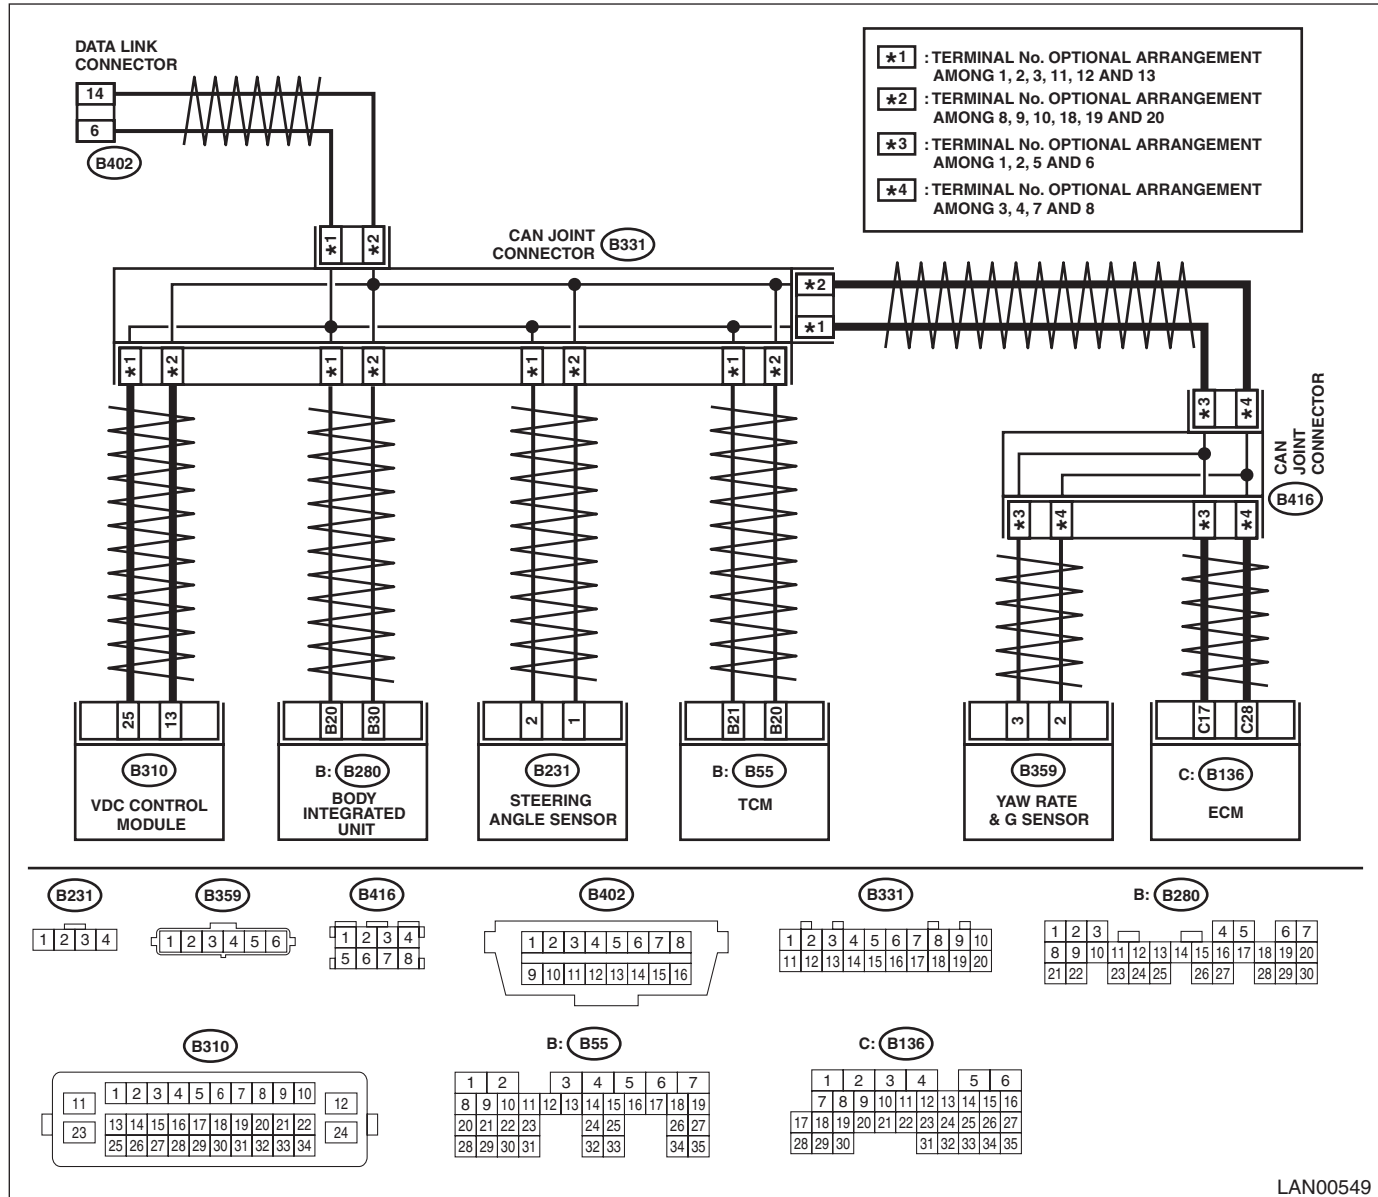 DATA LINK
CONNECTOR
14
6
B402
*1 : TERMINAL No. OPTIONAL ARRANGEMENT
AMONG 1, 2, 3, 11, 12 AND 13
*2 : TERMINAL No. OPTIONAL ARRANGEMENT
AMONG 8, 9, 10, 18, 19 AND 20
*3 : TERMINAL No. OPTIONAL ARRANGEMENT
AMONG 1, 2, 5 AND 6
*4 : TERMINAL No. OPTIONAL ARRANGEMENT
AMONG 3, 4, 7 AND 8
*1 *2
CAN JOINT
CONNECTOR B331
*2
*1
*1 *2 *1 *2 *1 *2 *1 *2
*3 *4
CAN
JOINT
CONNECTOR
B416
*3 *4 *3 *4
25 13
B310
VDC CONTROL
MODULE
B20 B30
B: B280
BODY
INTEGRATED
UNIT
2 1
B231
STEERING
ANGLE SENSOR
B21 B20
B: B55
TCM
3 2
B359
YAW RATE
& G SENSOR
C17 C28
C: B136
ECM
B231
1 2 3 4
B359
1 2 3 4 5 6
B416
1 2 3 4
5 6 7 8
B402
1 2 3 4 5 6 7 8
9 10 11 12 13 14 15 16
B331
1 2 3 4 5 6 7 8 9 10
11 12 13 14 15 16 17 18 19 20
B: B280
1 2 3 4 5 6 7
8 9 10 11 12 13 14 15 16 17 18 19 20
21 22 23 24 25 26 27 28 29 30
B310
11 1 2 3 4 5 6 7 8 9 10 12
23 13 14 15 16 17 18 19 20 21 22 24
25 26 27 28 29 30 31 32 33 34
B: B55
1 2 3 4 5 6 7
8 9 10 11 12 13 14 15 16 17 18 19
20 21 22 23 24 25 26 27
28 29 30 31 32 33 34 35
C: B136
1 2 3 4 5 6
7 8 9 10 11 12 13 14 15 16
17 18 19 20 21 22 23 24 25 26 27
28 29 30 31 32 33 34 35
LAN00549